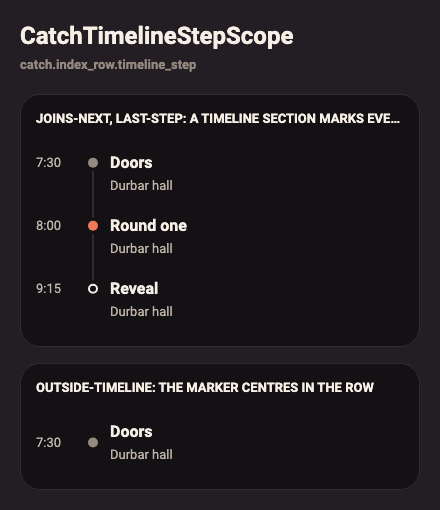 CatchTimelineStepScope
catch.index_row.timeline_step
JOINS-NEXT, LAST-STEP: A TIMELINE SECTION MARKS EVE...
7:30 Doors
Durbar hall
8:00 Round one
Durbar hall
9:15 Reveal
Durbar hall
OUTSIDE-TIMELINE: THE MARKER CENTRES IN THE ROW
Doors
7:30
Durbar hall